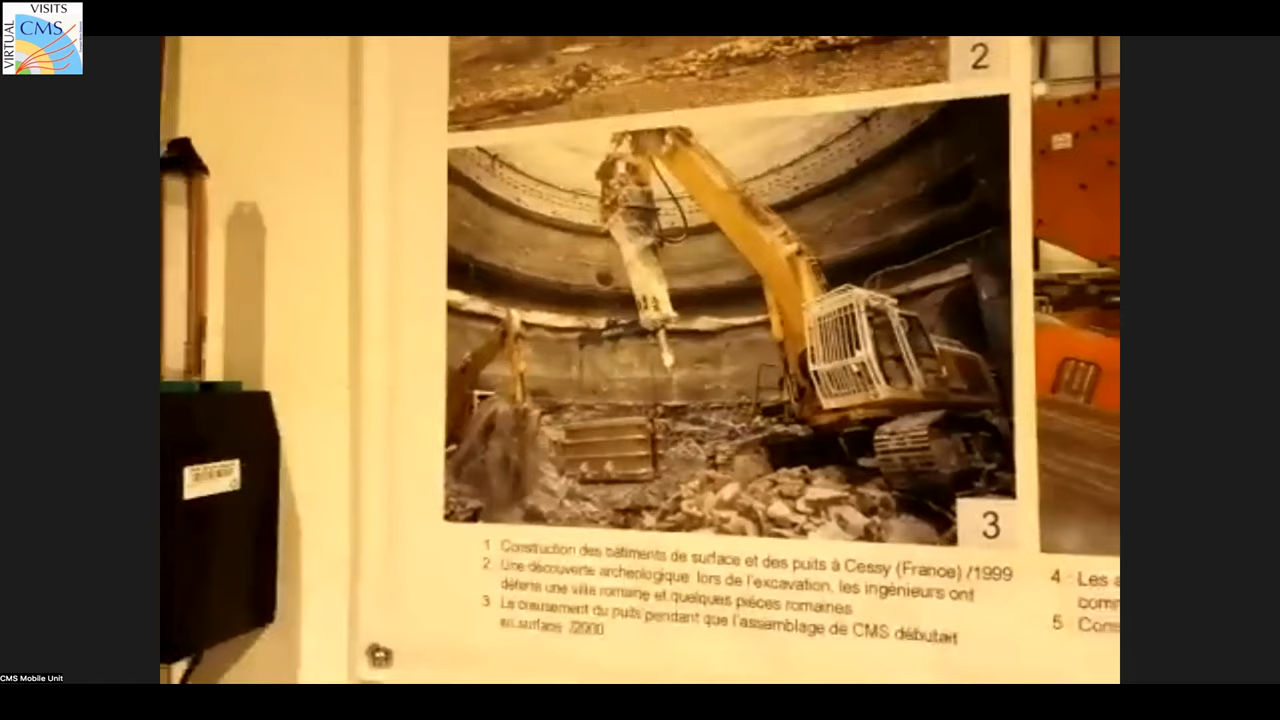 VISITS
VIRTUAL
CMS
2
3
1 Construction des bâtiments de surface et des puits à Cessy (France) /1999
2. Une découverte archeologique: lors de l'excavation, les ingénieurs ont
déterré une villa romaine et quelques pièces romaines.
3 Le creusement du puits pendant que l'assemblage de CMS débutait
en surface /2000
4 Les
5
CMS Mobile Unit